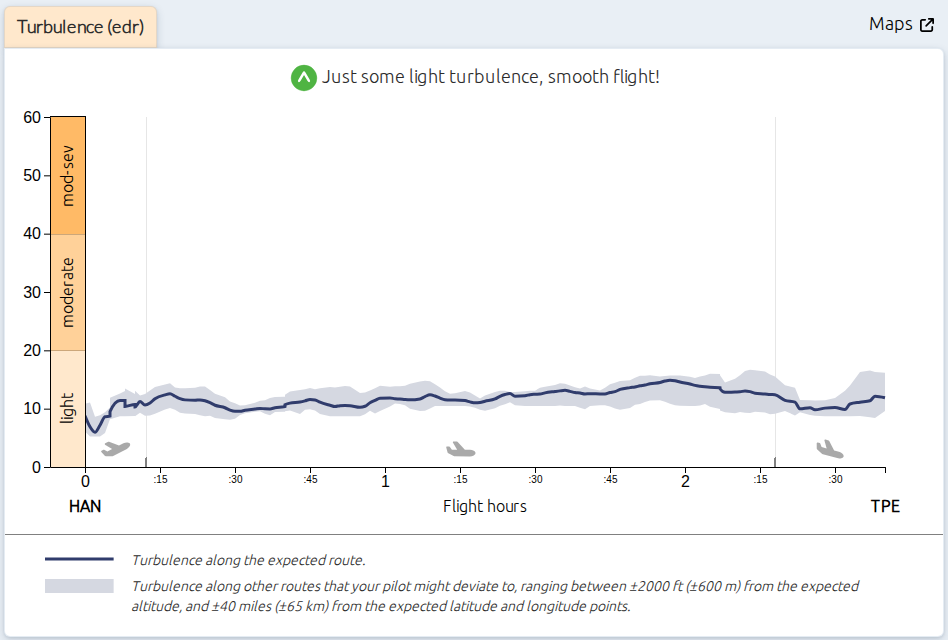 Turbulence (edr)
Maps
Just some light turbulence, smooth flight!
60
50
40
30
20
10
0
mod-sev
moderate
light
0 :15 :30 :45 1 :15 :30 :45 2 :15 :30
HAN Flight hours TPE
Turbulence along the expected route.
Turbulence along other routes that your pilot might deviate to, ranging between ±2000 ft (±600 m) from the expected
altitude, and ±40 miles (±65 km) from the expected latitude and longitude points.